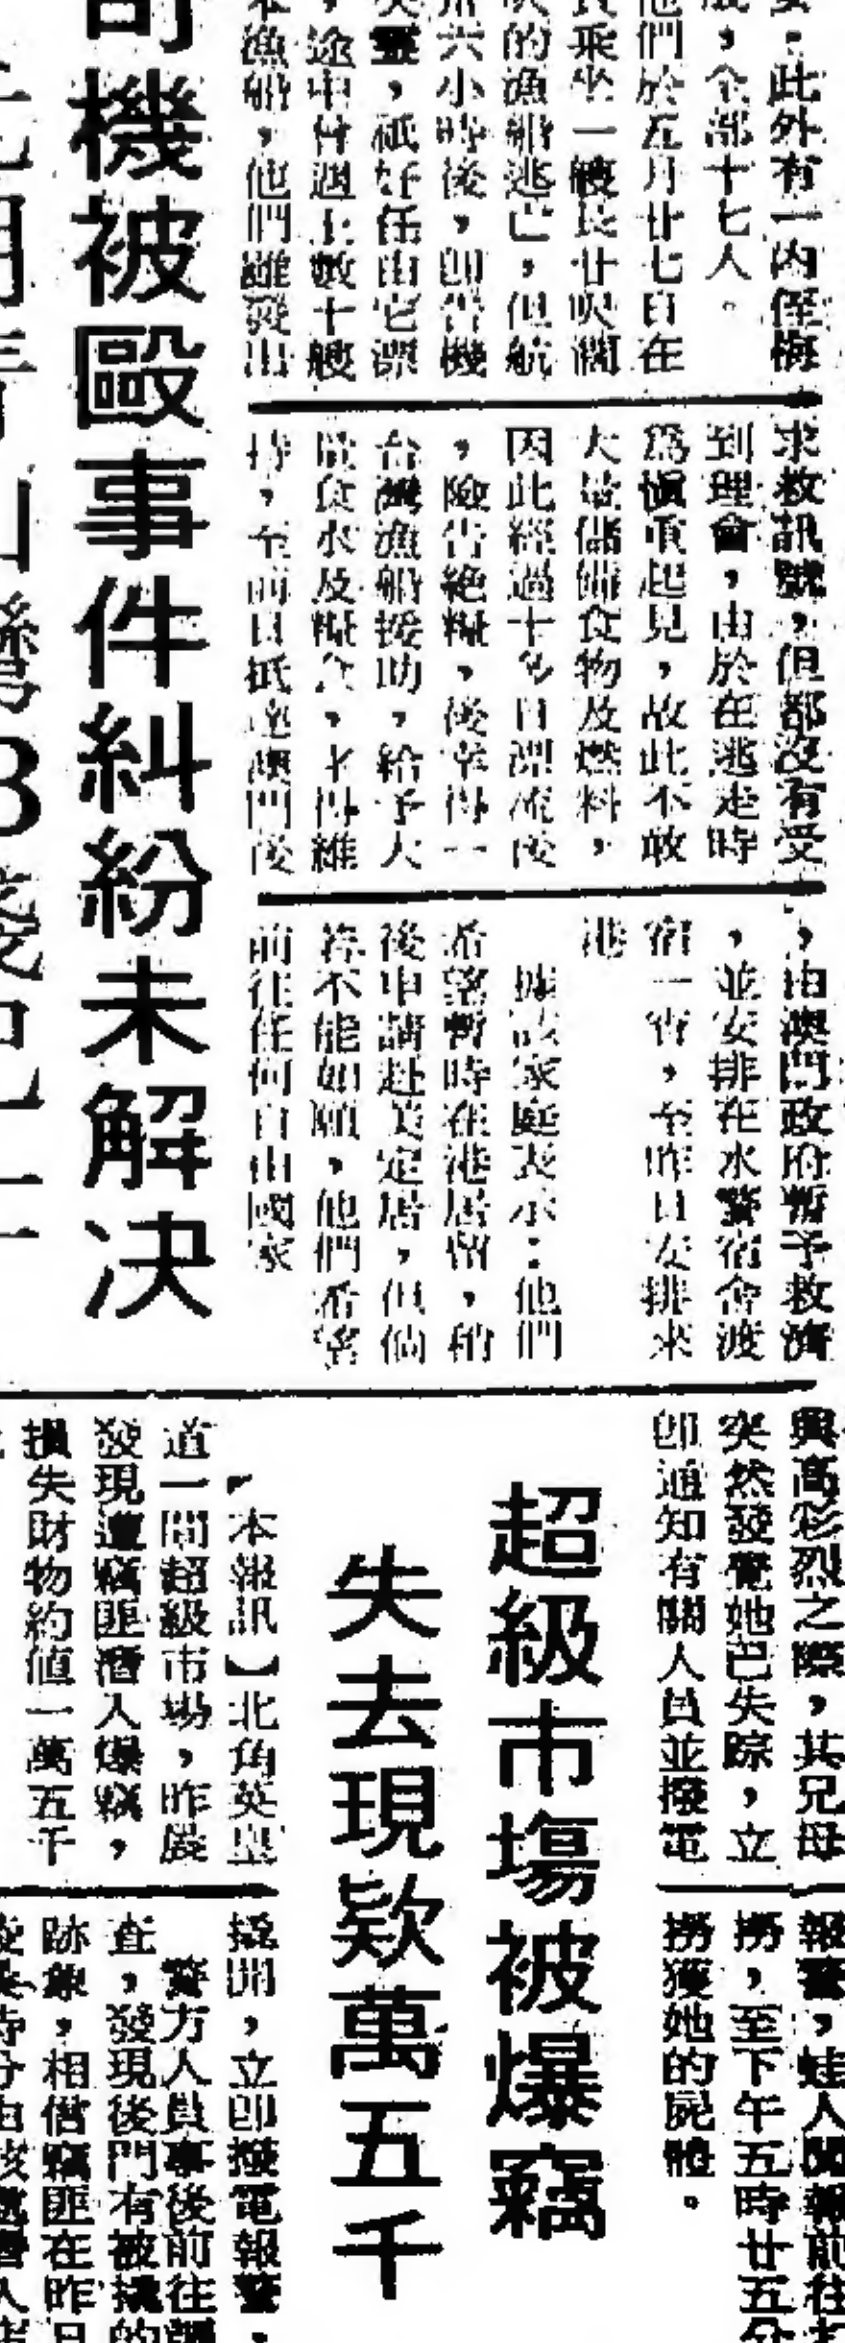 ，此外有一內侄梅
，全部十七人。
他們於五月廿七日在
乘坐一艘長廿呎濶
的漁船逃亡，但航
六小時後，即告機
靈，祇好任由它漂
，途中曾遇上數十艘
漁船，他們雖發出
求救訊號，但都沒有受
到理會，由於在逃走時
爲愼重起見，故此不敢
大量儲備食物及燃料，
因此經過十多日漂流後
，險告絶糧，後幸得一
台灣漁船援助，給予大
食水及糧食，才得維
持，至前日抵達澳門後
，由澳門政府暫予救濟
，並安排在水警宿舍渡
宿一宵，至昨日安排來
港
據該家庭表示：他們
希望暫時在港居留，稍
後申請赴美定居，但倘
若不能如願，他們希望
前往任何自由國家
司機被毆事件糾紛未解決
興高彩烈之際，其兄母
突然發覺她已失踪，立
即通知有關人員並撥電
報警，蛙人聞報前往打
撈，至下午五時廿五分
撈獲她的屍體。
超級市塲被爆竊
失去現欵萬五千
【本報訊】北角英皇
道一間超級市場，昨晨
發現遭竊匪潛入爆竊，
損失財物約值一萬五千
撬開，立即撥電報警，
警方人員事後前往調
查，發現後門有被撬的
跡象，相信竊匪在昨日